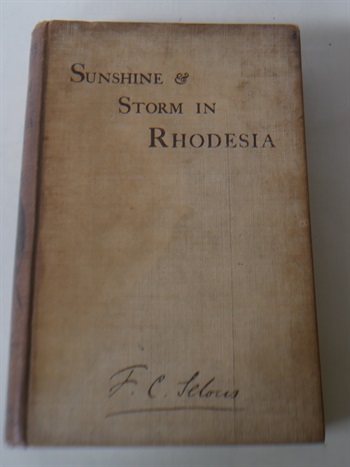 SUNSHINE &
STORM IN
RHODESIA
F. C. Selous